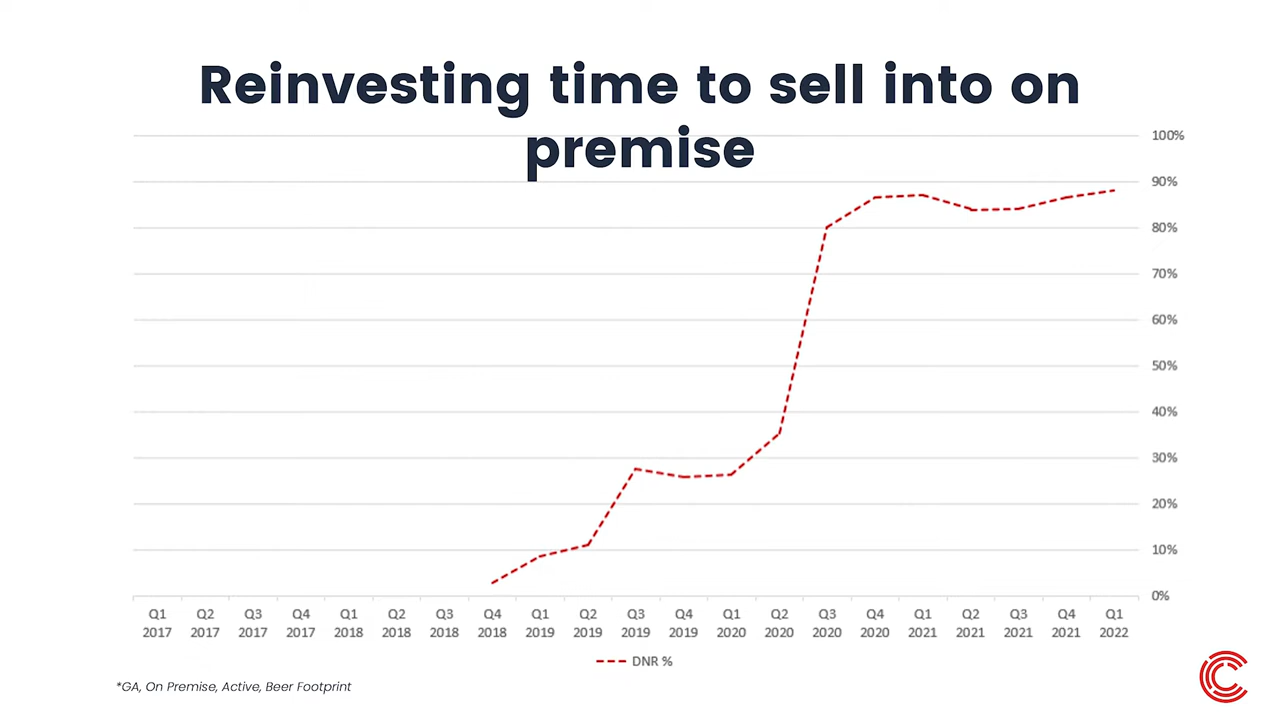 Reinvesting time to sell into on
premise
100%
90%
80%
70%
60%
50%
40%
30%
20%
10%
0%
Q1 Q2 Q3 Q4 Q1 Q2 Q3 Q4 Q1 Q2 Q3 Q4 Q1 Q2 Q3 Q4 Q1 Q2 Q3 Q4 Q1
2017 2017 2017 2017 2018 2018 2018 2018 2019 2019 2019 2019 2020 2020 2020 2020 2021 2021 2021 2021 2022
DNR %
*GA, On Premise, Active, Beer Footprint